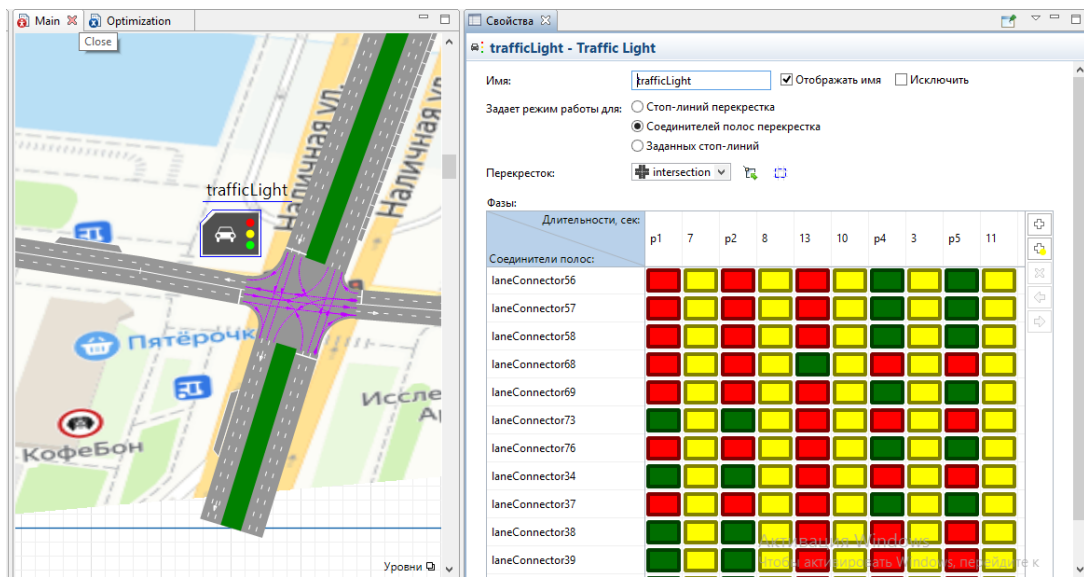 Main
Optimization
Close
Наличная ул.
Наличная
trafficLight
Пятёрочк
Иссле
КофеБон
Уровни
Свойства
trafficLight - Traffic Light
Имя:
trafficLight
Отображать имя
Исключить
Задает режим работы для:
Стоп-линий перекрестка
Соединителей полос перекрестка
Заданных стоп-линий
Перекресток:
intersection
Фазы:
Длительности, сек:
Соединители полос:
p1 7 p2 8 13 10 p4 3 p5 11
laneConnector56
laneConnector57
laneConnector58
laneConnector68
laneConnector69
laneConnector73
laneConnector76
laneConnector34
laneConnector37
laneConnector38
laneConnector39
Активация Windows
Чтобы активировать Windows, перейдите к